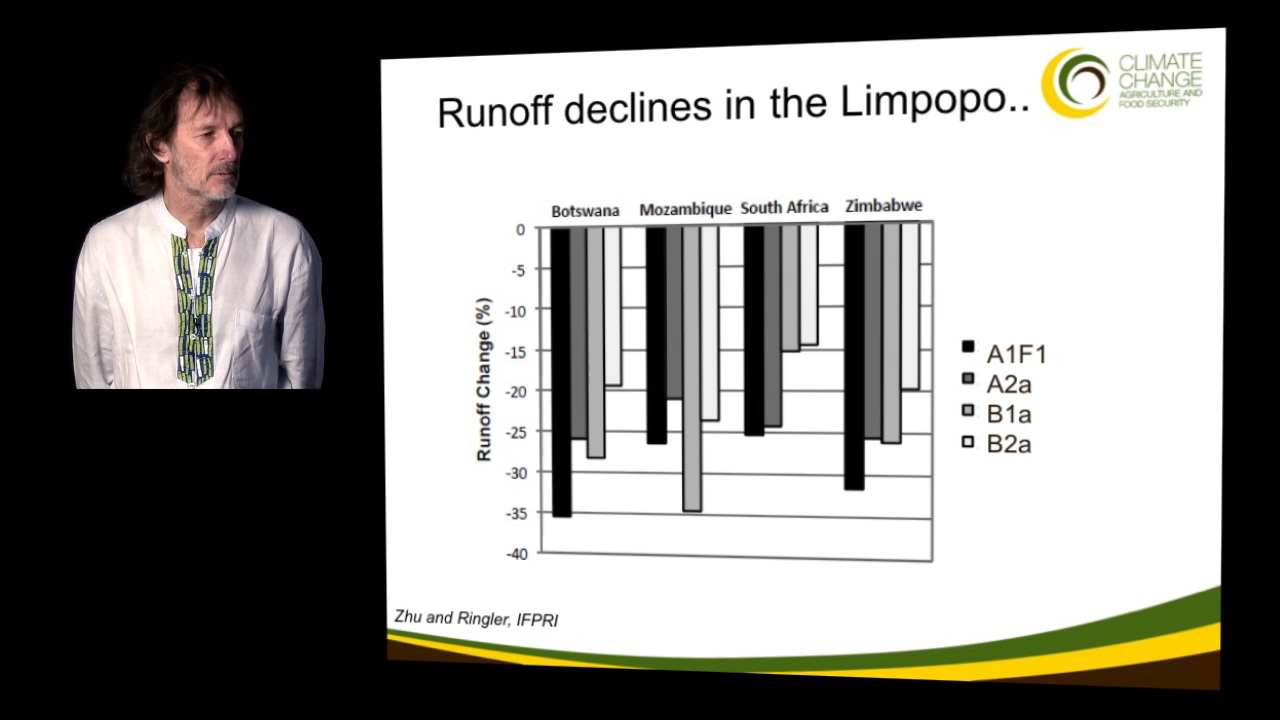 Runoff declines in the Limpopo..
CLIMATE
CHANGE
AGRICULTURE AND
FOOD SECURITY
Botswana Mozambique South Africa Zimbabwe
Runoff Change (%)
0
-5
-10
-15
-20
-25
-30
-35
-40
A1F1
A2a
B1a
B2a
Zhu and Ringler, IFPRI